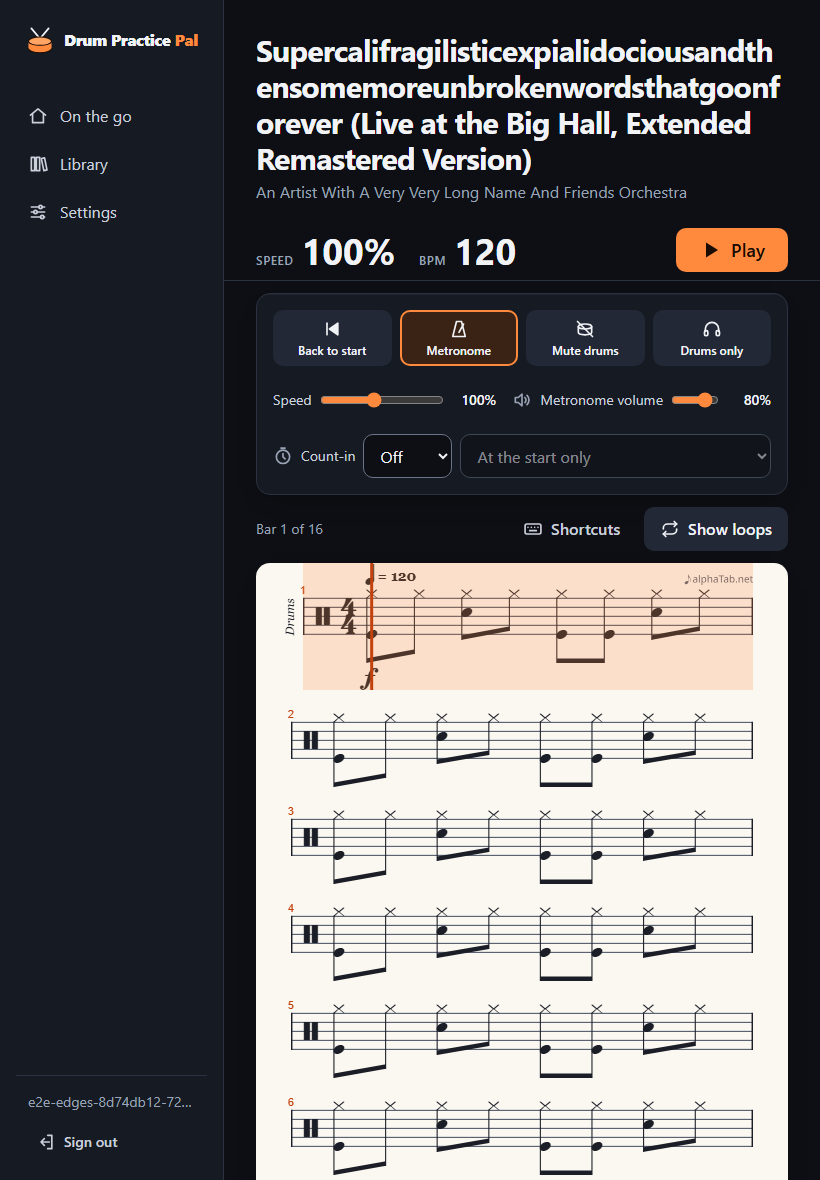 Drum Practice Pal
On the go
Library
Settings
e2e-edges-8d74db12-72...
Sign out
Supercalifragilisticexpialidociousandth
ensomemoreunbrokenwordsthatgoonf
orever (Live at the Big Hall, Extended
Remastered Version)
An Artist With A Very Very Long Name And Friends Orchestra
SPEED 100% BPM 120
Play
Back to start
Metronome
Mute drums
Drums only
Speed 100% Metronome volume 80%
Count-in Off At the start only
Bar 1 of 16 Shortcuts Show loops
= 120
alphaTab.net
1
Drums
4
4
f
2
3
4
5
6